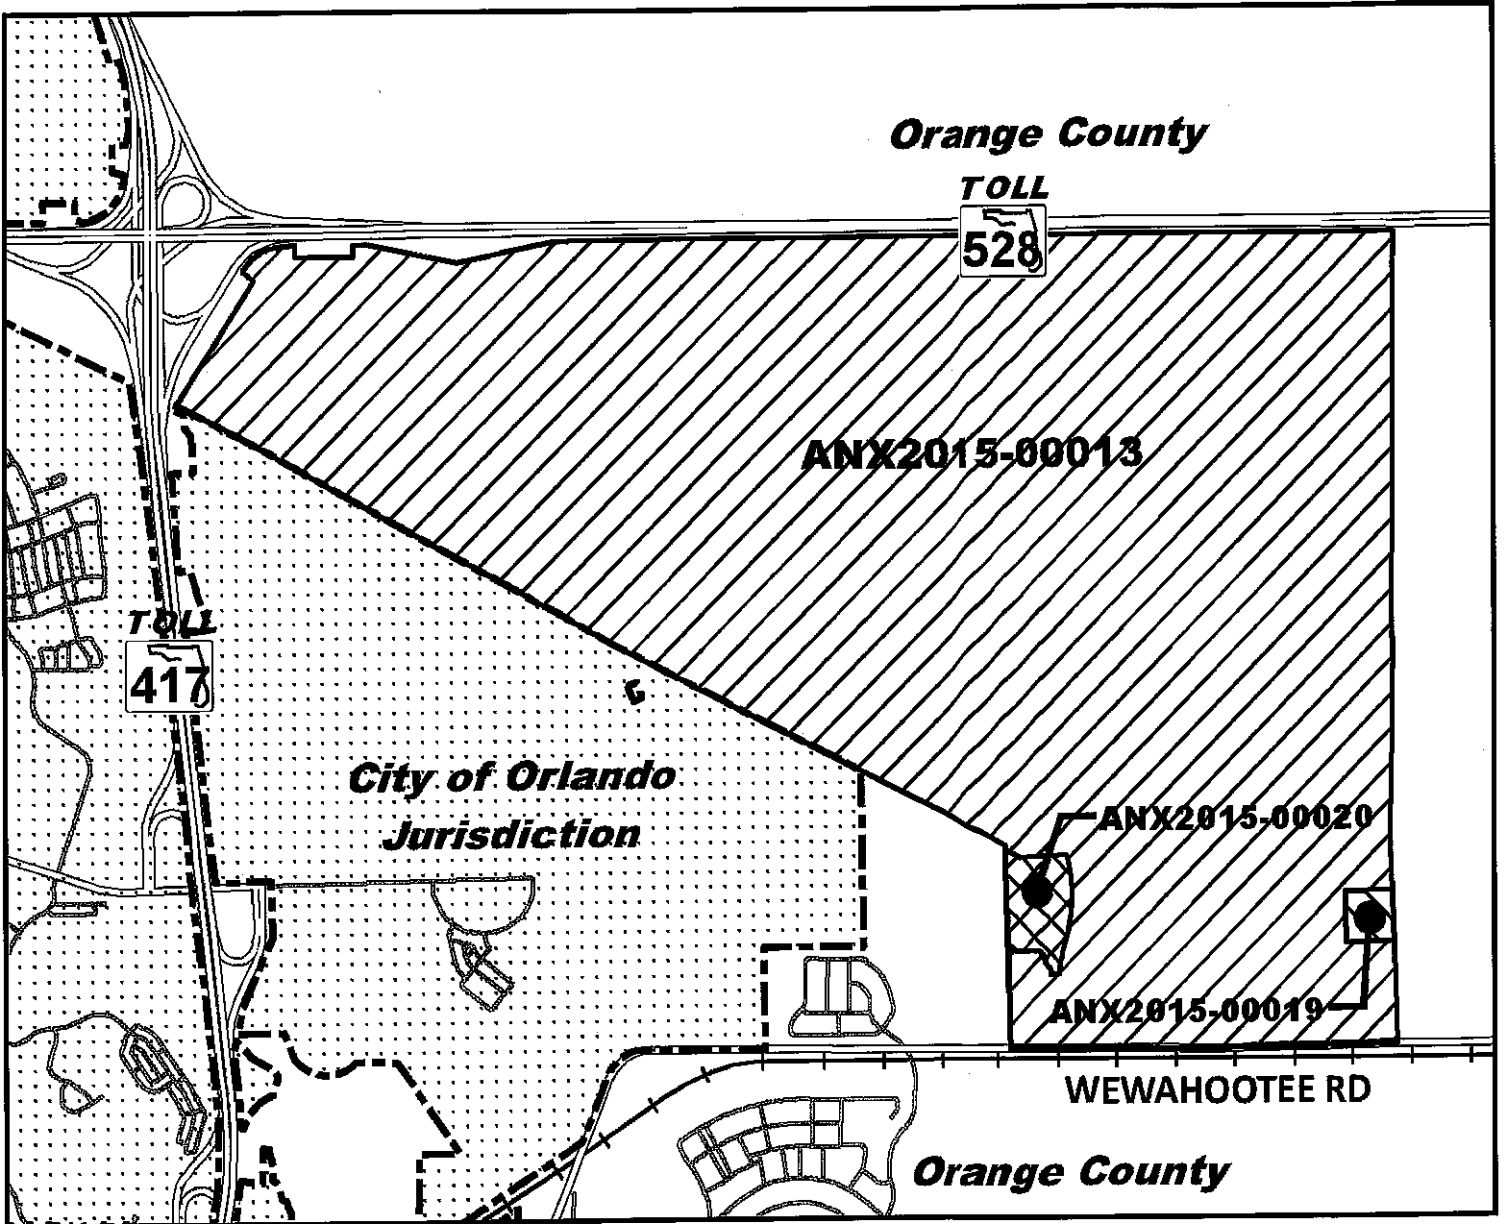 Orange County
TOLL
528
ANX2015-00013
TOLL
417
City of Orlando
Jurisdiction
ANX2015-00020
ANX2015-00019
WEWAHOOTEE RD
Orange County